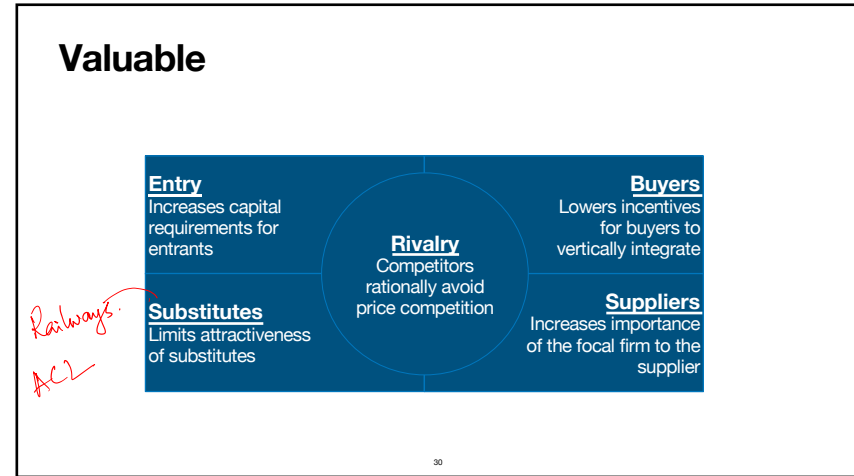 Valuable
Entry
Increases capital
requirements for
entrants
Buyers
Lowers incentives
for buyers to
vertically integrate
Rivalry
Competitors
rationally avoid
price competition
Substitutes
Limits attractiveness
of substitutes
Suppliers
Increases importance
of the focal firm to the
supplier
Railways.
AC2
30